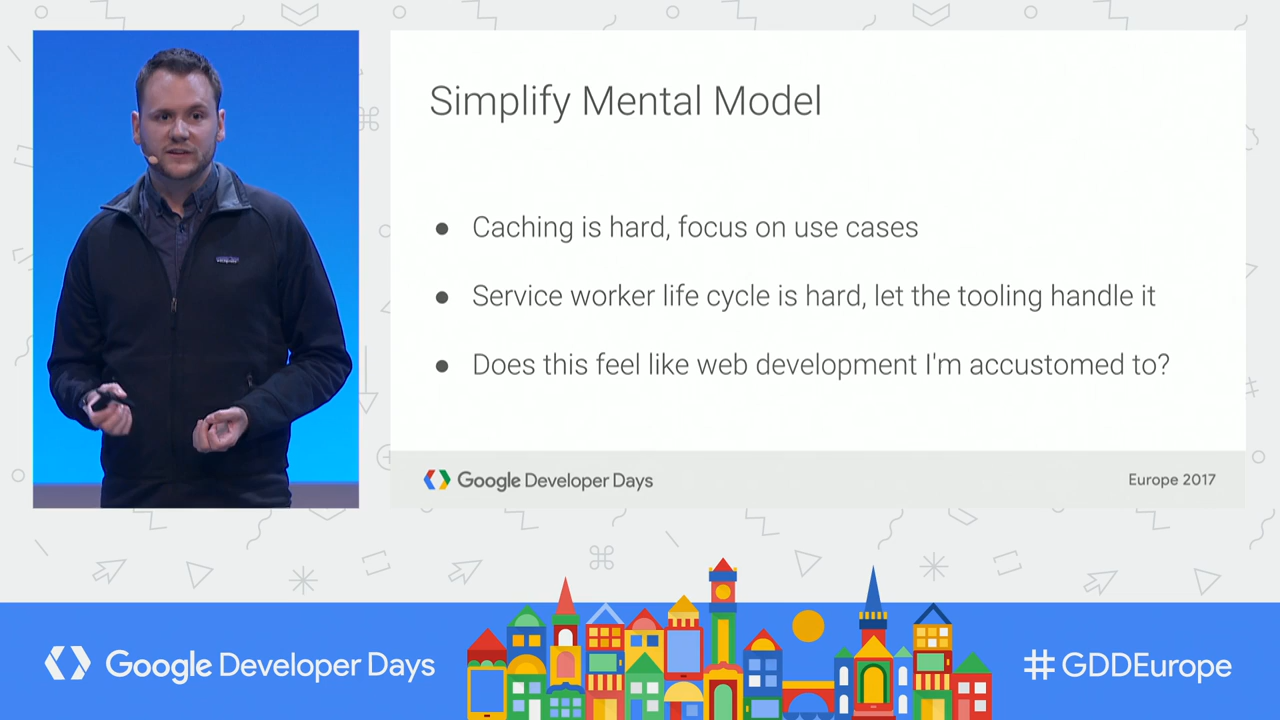 Simplify Mental Model
● Caching is hard, focus on use cases
● Service worker life cycle is hard, let the tooling handle it
● Does this feel like web development I'm accustomed to?
Google Developer Days
Europe 2017
Google Developer Days
#GDDEurope